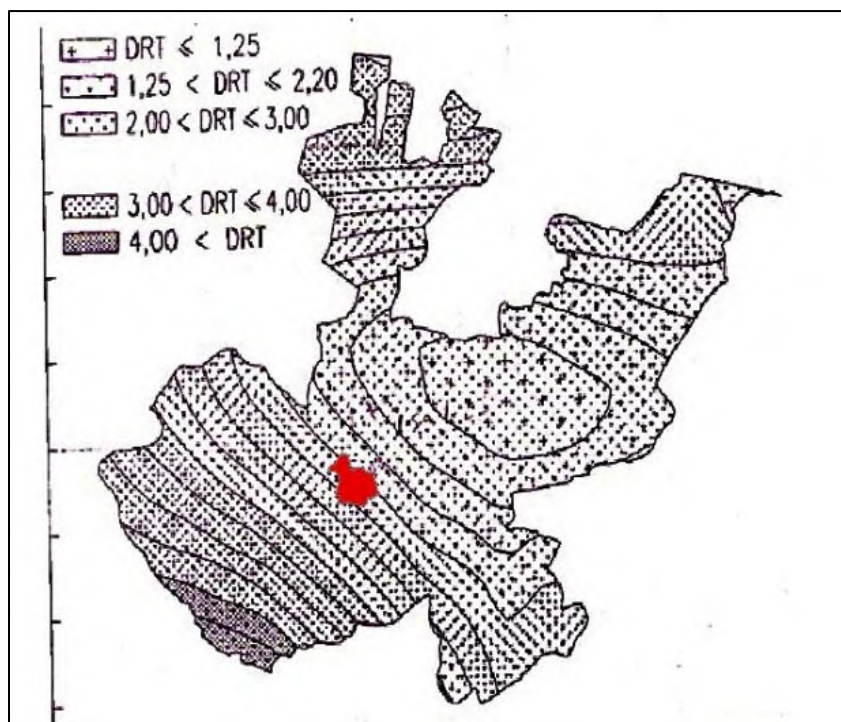 DRT ≤ 1,25
1,25 < DRT ≤ 2,20
2,00 < DRT ≤ 3,00
3,00 < DRT ≤ 4,00
4,00 < DRT